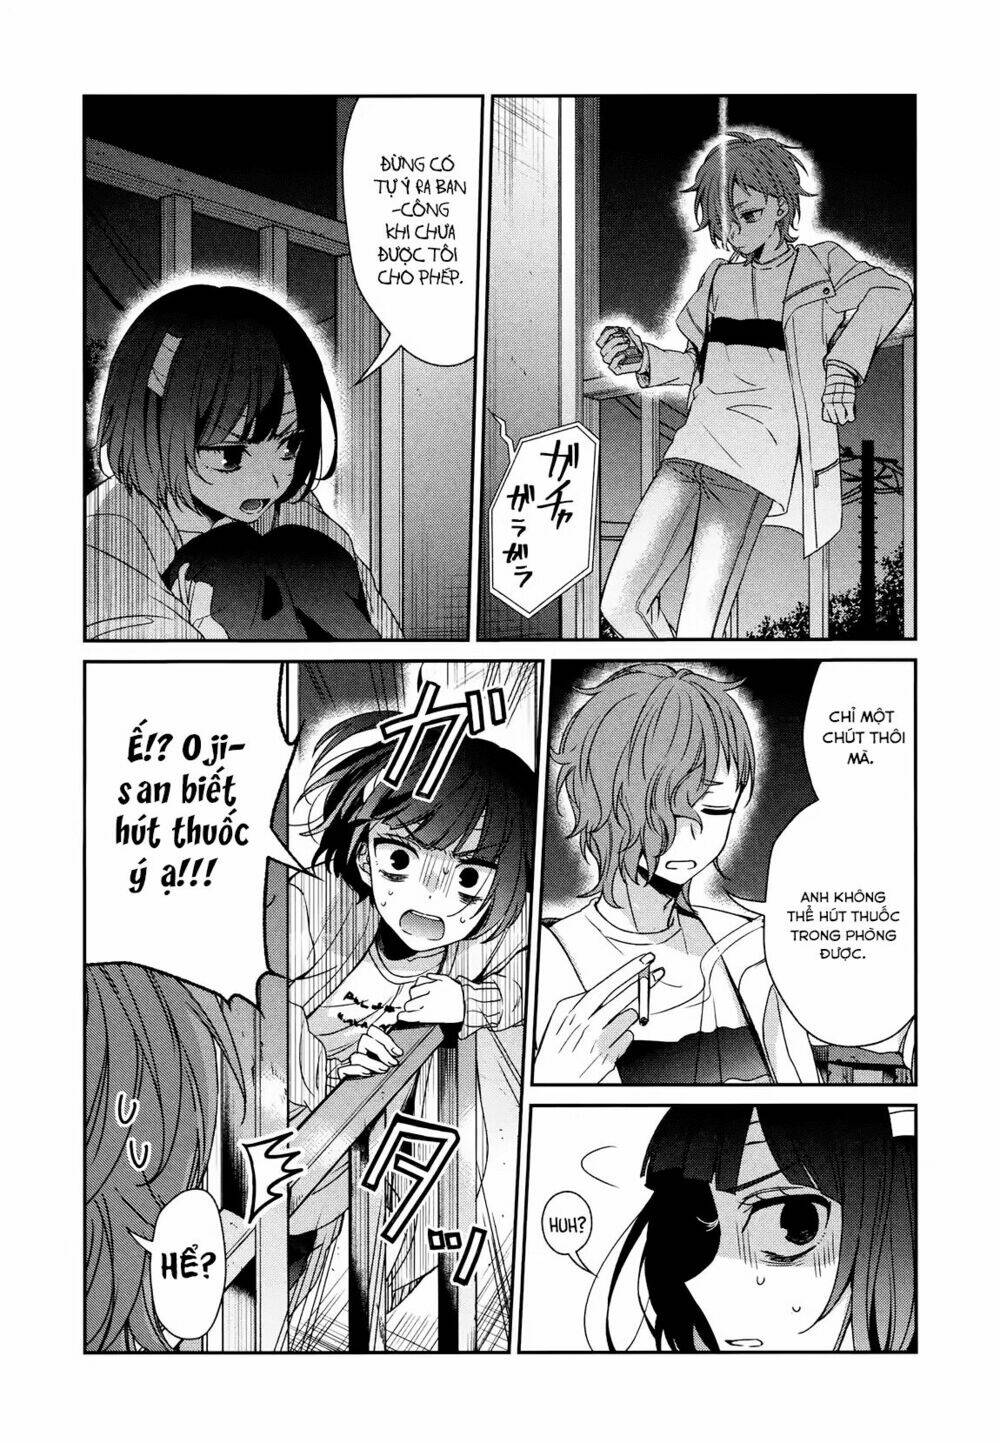 ガチャ
ガラガラ
ĐỪNG CÓ
TỰ Ý RA BAN
-CÔNG
KHI CHƯA
ĐƯỢC TÔI
CHO PHÉP.
CHỈ MỘT
CHÚT THÔI
MÀ.
ANH KHÔNG
THỂ HÚT THUỐC
TRONG PHÒNG
ĐƯỢC.
HUH?
ガタッ
Ế!? Oji-
san biết
hút thuốc
ý ạ!!!
HỂ?